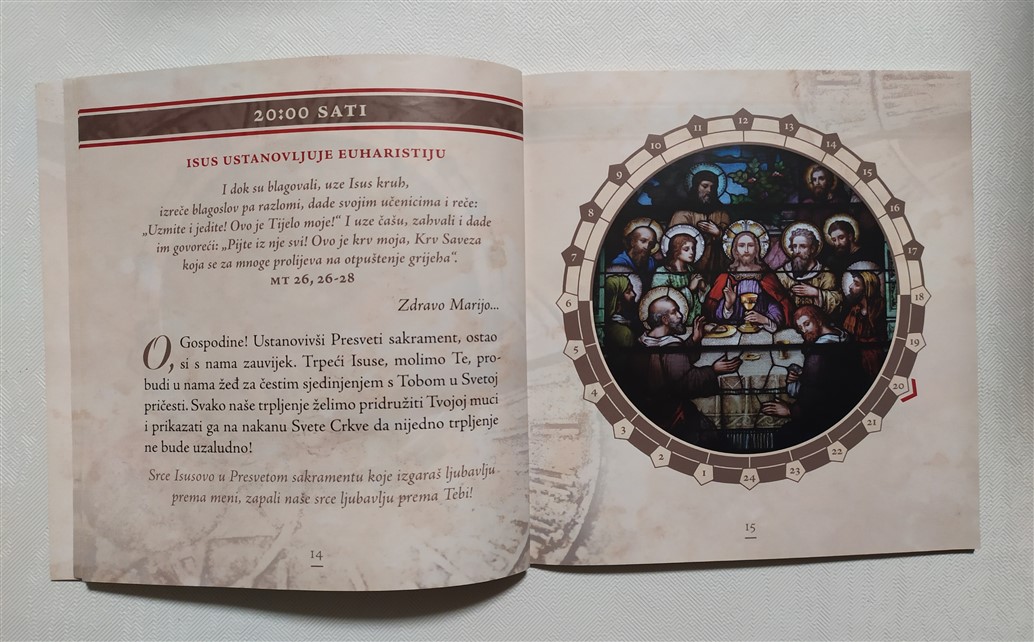 20:00 SATI
ISUS USTANOVLJUJE EUHARISTIJU
I dok su blagovali, uze Isus kruh,
izreče blagoslov pa razlomi, dade svojim učenicima i reče:
„Uzmite i jedite! Ovo je Tijelo moje!“ I uze čašu, zahvali i dade
im govoreći: „Pijte iz nje svi! Ovo je krv moja, Krv Saveza
koja se za mnoge prolijeva na otpuštenje grijeha“.
MT 26, 26-28
Zdravo Marijo...
O, Gospodine! Ustanovivši Presveti sakrament, ostao
si s nama zauvijek. Trpeći Isuse, molimo Te, pro-
budi u nama žeđ za čestim sjedinjenjem s Tobom u Svetoj
pričesti. Svako naše trpljenje želimo pridružiti Tvojoj muci
i prikazati ga na nakanu Svete Crkve da nijedno trpljenje
ne bude uzaludno!
Srce Isusovo u Presvetom sakramentu koje izgaraš ljubavlju
prema meni, zapali naše srce ljubavlju prema Tebi!
14
1
2
3
4
5
6
7
8
9
10
11
12
13
14
15
16
17
18
19
20
21
22
23
24
15